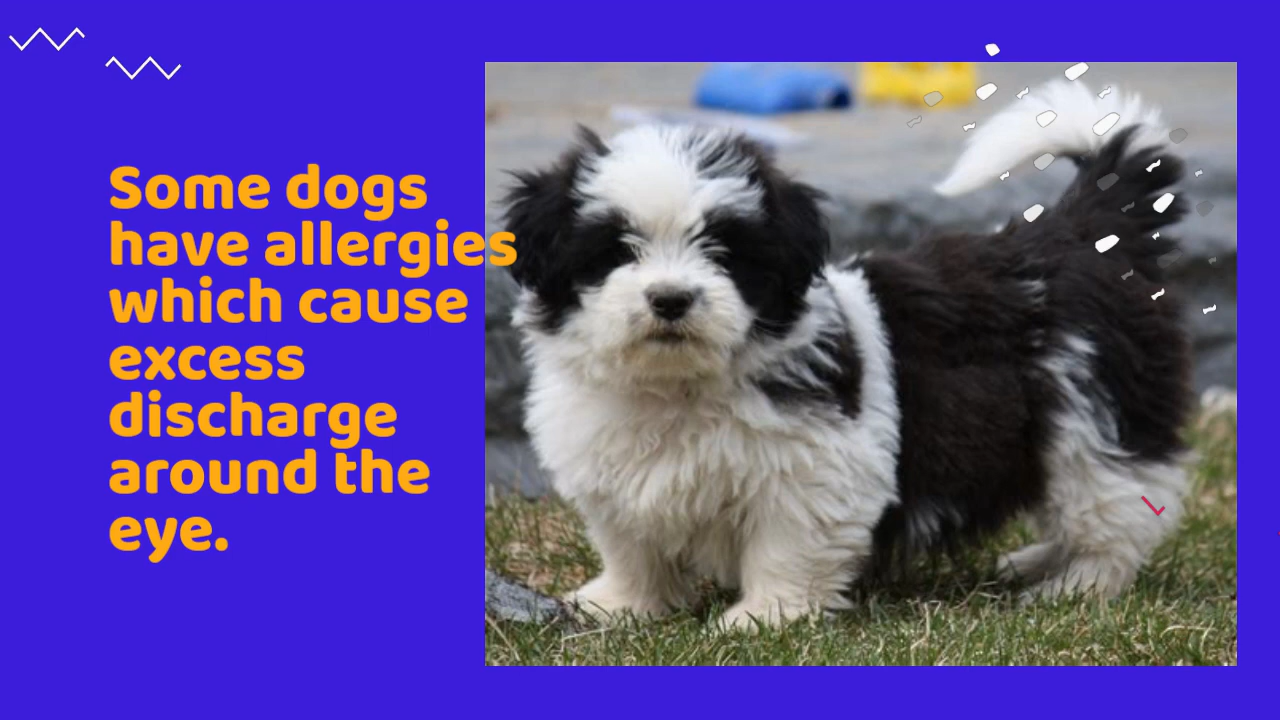 Some dogs
have allergies
which cause
excess
discharge
around the
eye.